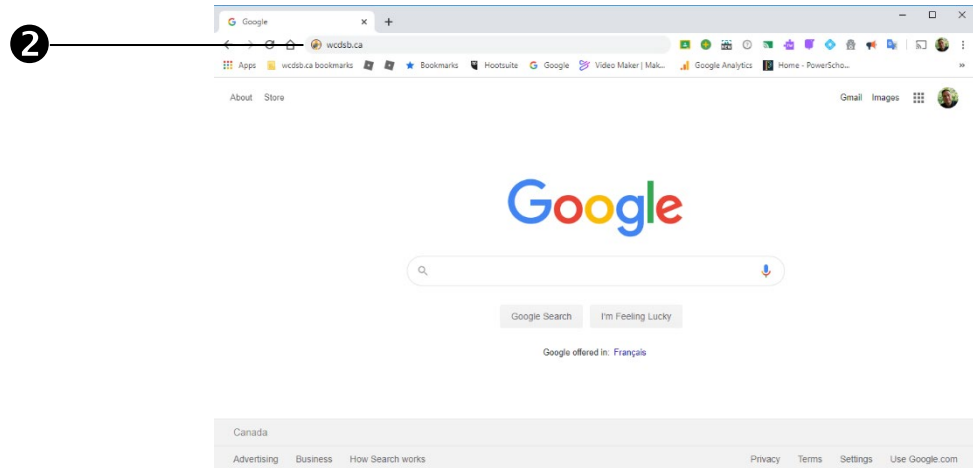 Google
2
wcdsb.ca
Apps wcdsb.ca bookmarks Bookmarks Hootsuite Google Video Maker | Mak... Google Analytics Home - PowerScho... »
About Store Gmail Images
Google
Google Search I'm Feeling Lucky
Google offered in: Français
Canada
Advertising Business How Search works Privacy Terms Settings Use Google.com